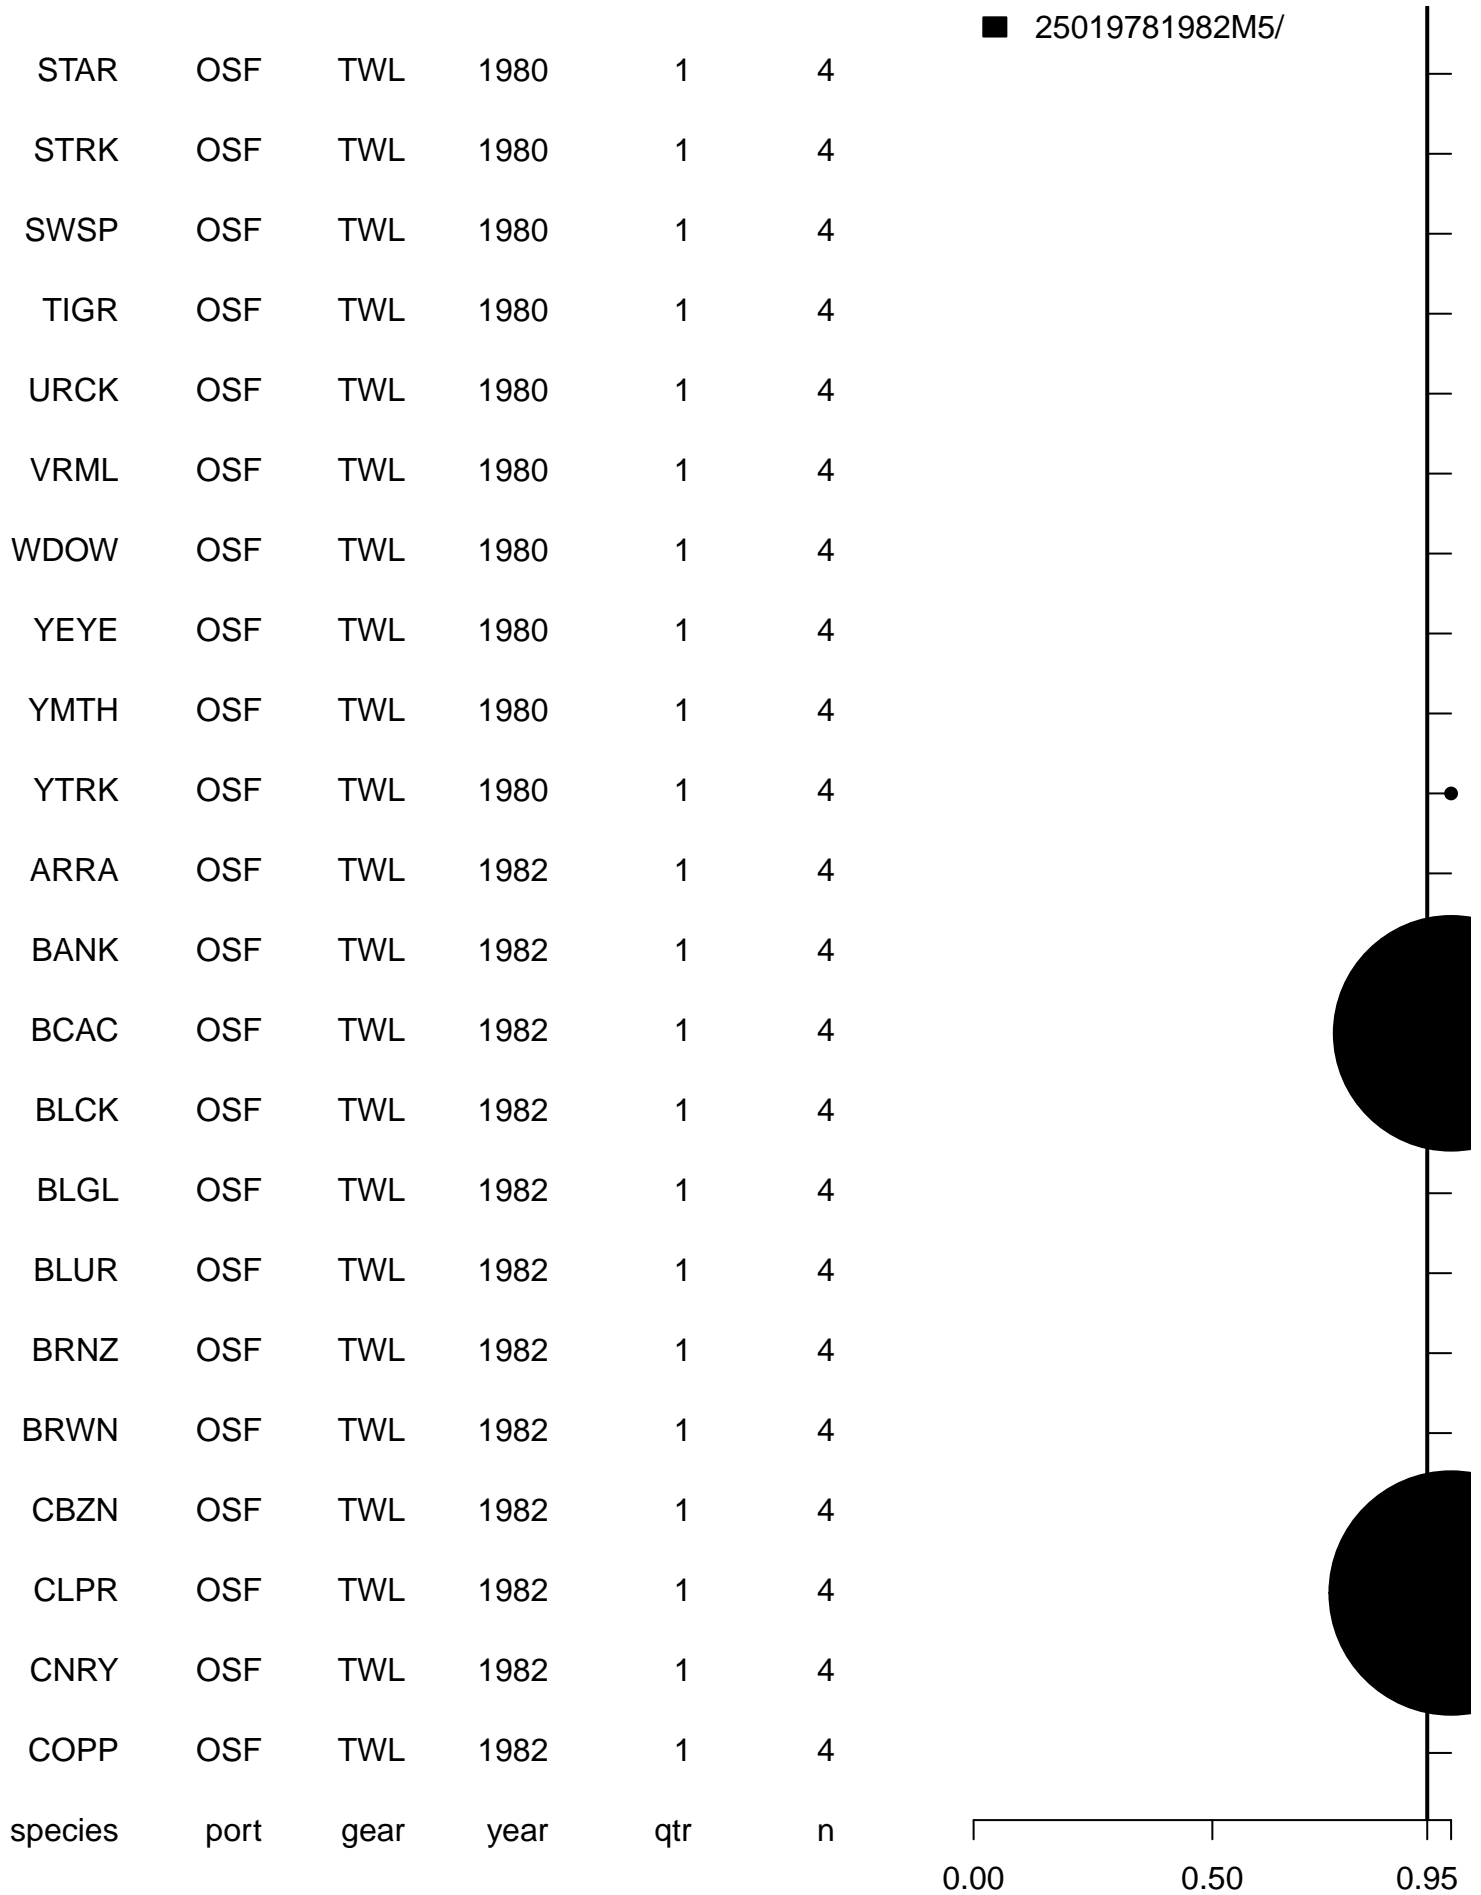 25019781982M5/
STAR OSF TWL 1980 1 4
STRK OSF TWL 1980 1 4
SWSP OSF TWL 1980 1 4
TIGR OSF TWL 1980 1 4
URCK OSF TWL 1980 1 4
VRML OSF TWL 1980 1 4
WDOW OSF TWL 1980 1 4
YEYE OSF TWL 1980 1 4
YMTH OSF TWL 1980 1 4
YTRK OSF TWL 1980 1 4
ARRA OSF TWL 1982 1 4
BANK OSF TWL 1982 1 4
BCAC OSF TWL 1982 1 4
BLCK OSF TWL 1982 1 4
BLGL OSF TWL 1982 1 4
BLUR OSF TWL 1982 1 4
BRNZ OSF TWL 1982 1 4
BRWN OSF TWL 1982 1 4
CBZN OSF TWL 1982 1 4
CLPR OSF TWL 1982 1 4
CNRY OSF TWL 1982 1 4
COPP OSF TWL 1982 1 4
species port gear year qtr n
0.00 0.50 0.95